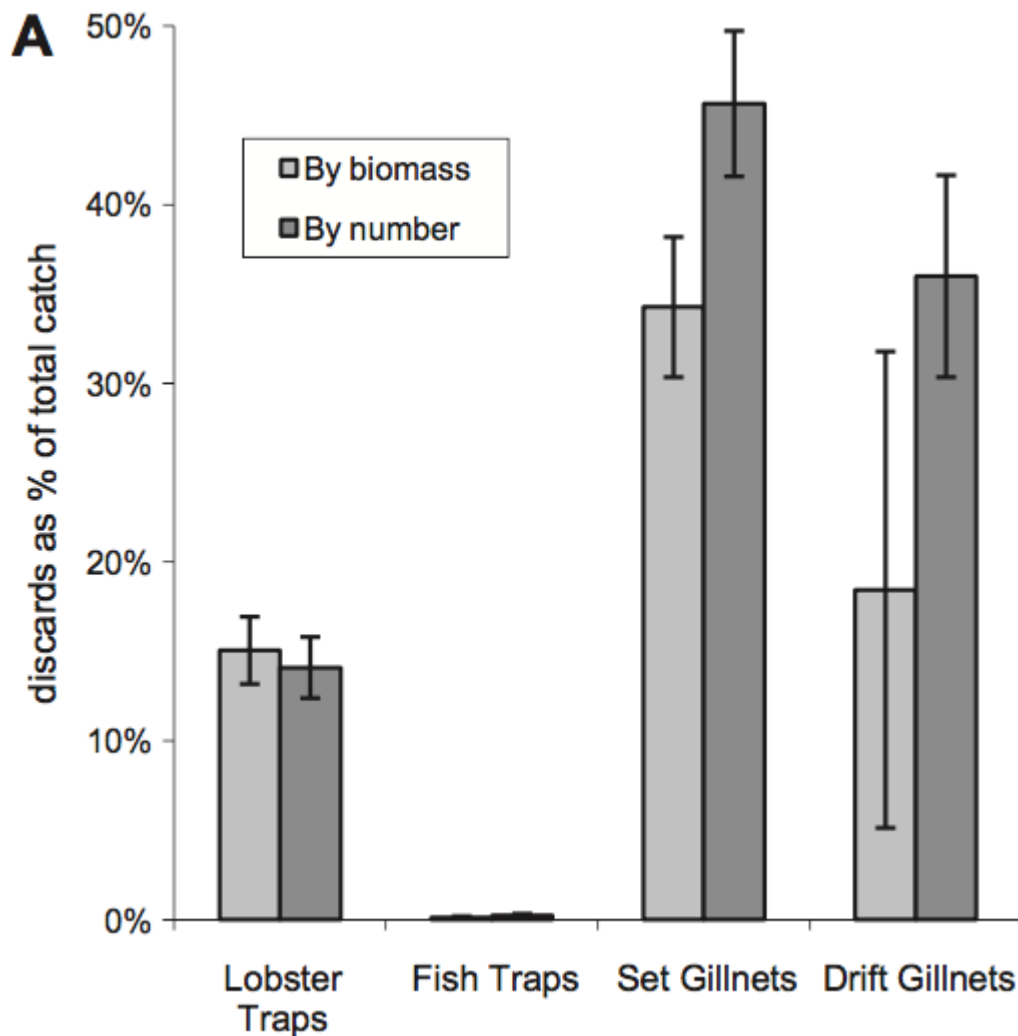 A
50%
By biomass
By number
40%
30%
20%
10%
0%
discards as % of total catch
Lobster
Traps
Fish Traps
Set Gillnets
Drift Gillnets